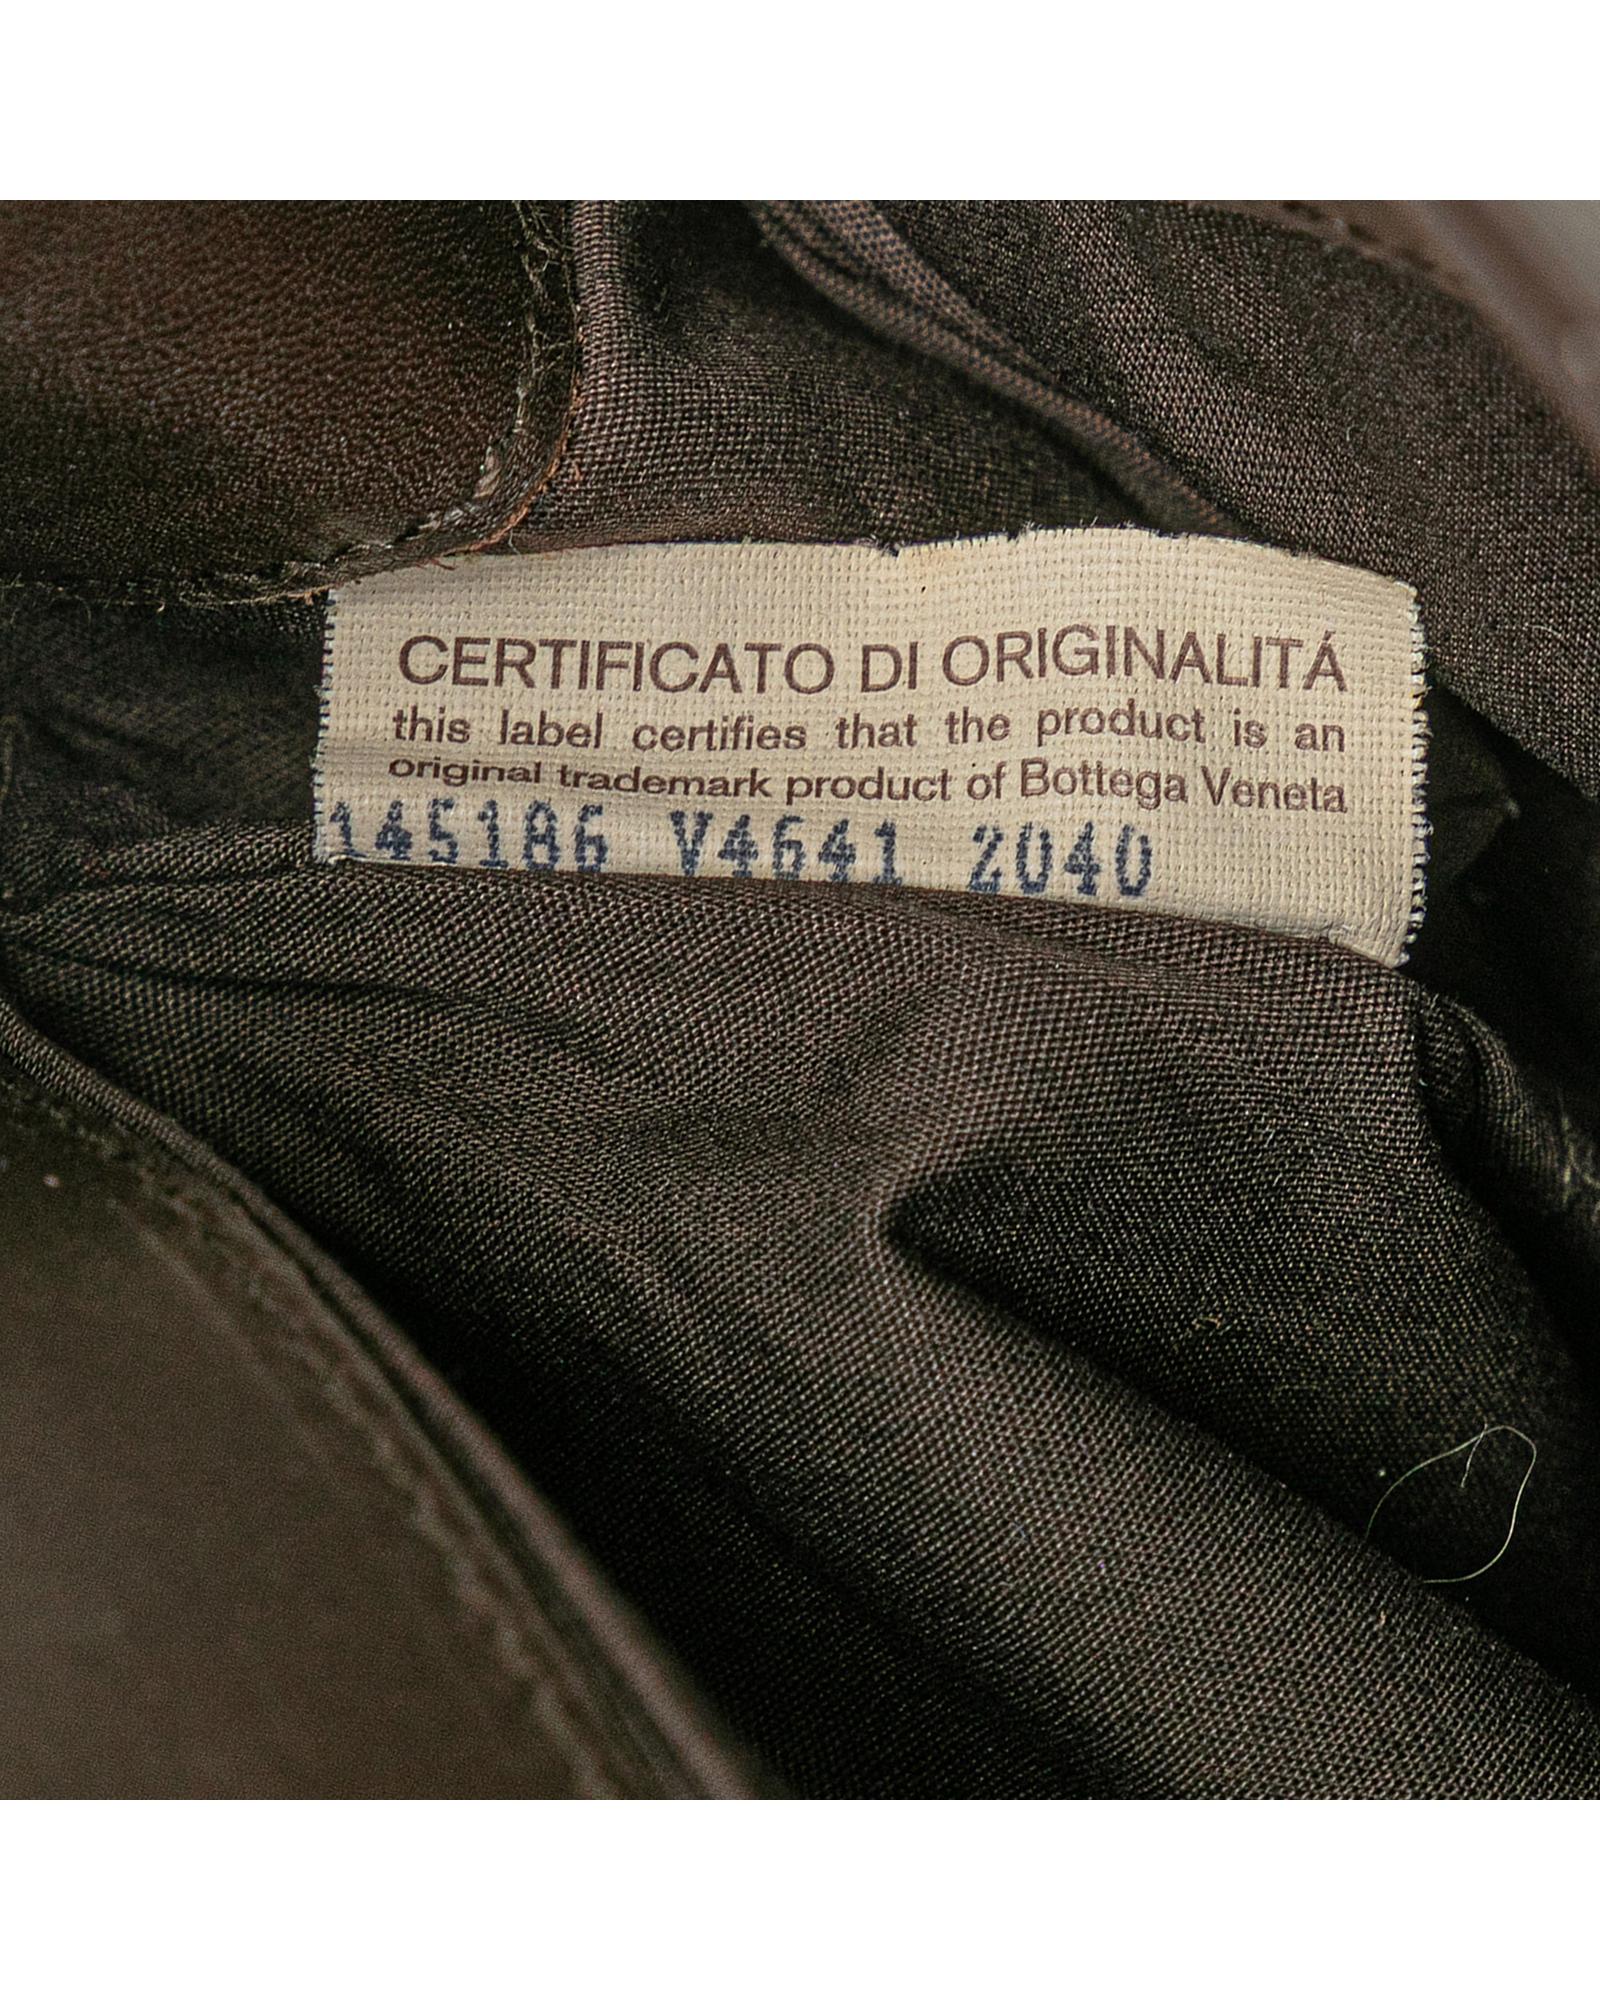 CERTIFICATO DI ORIGINALITÁ
this label certifies that the product is an
original trademark product of Bottega Veneta
145186 V4641 2040